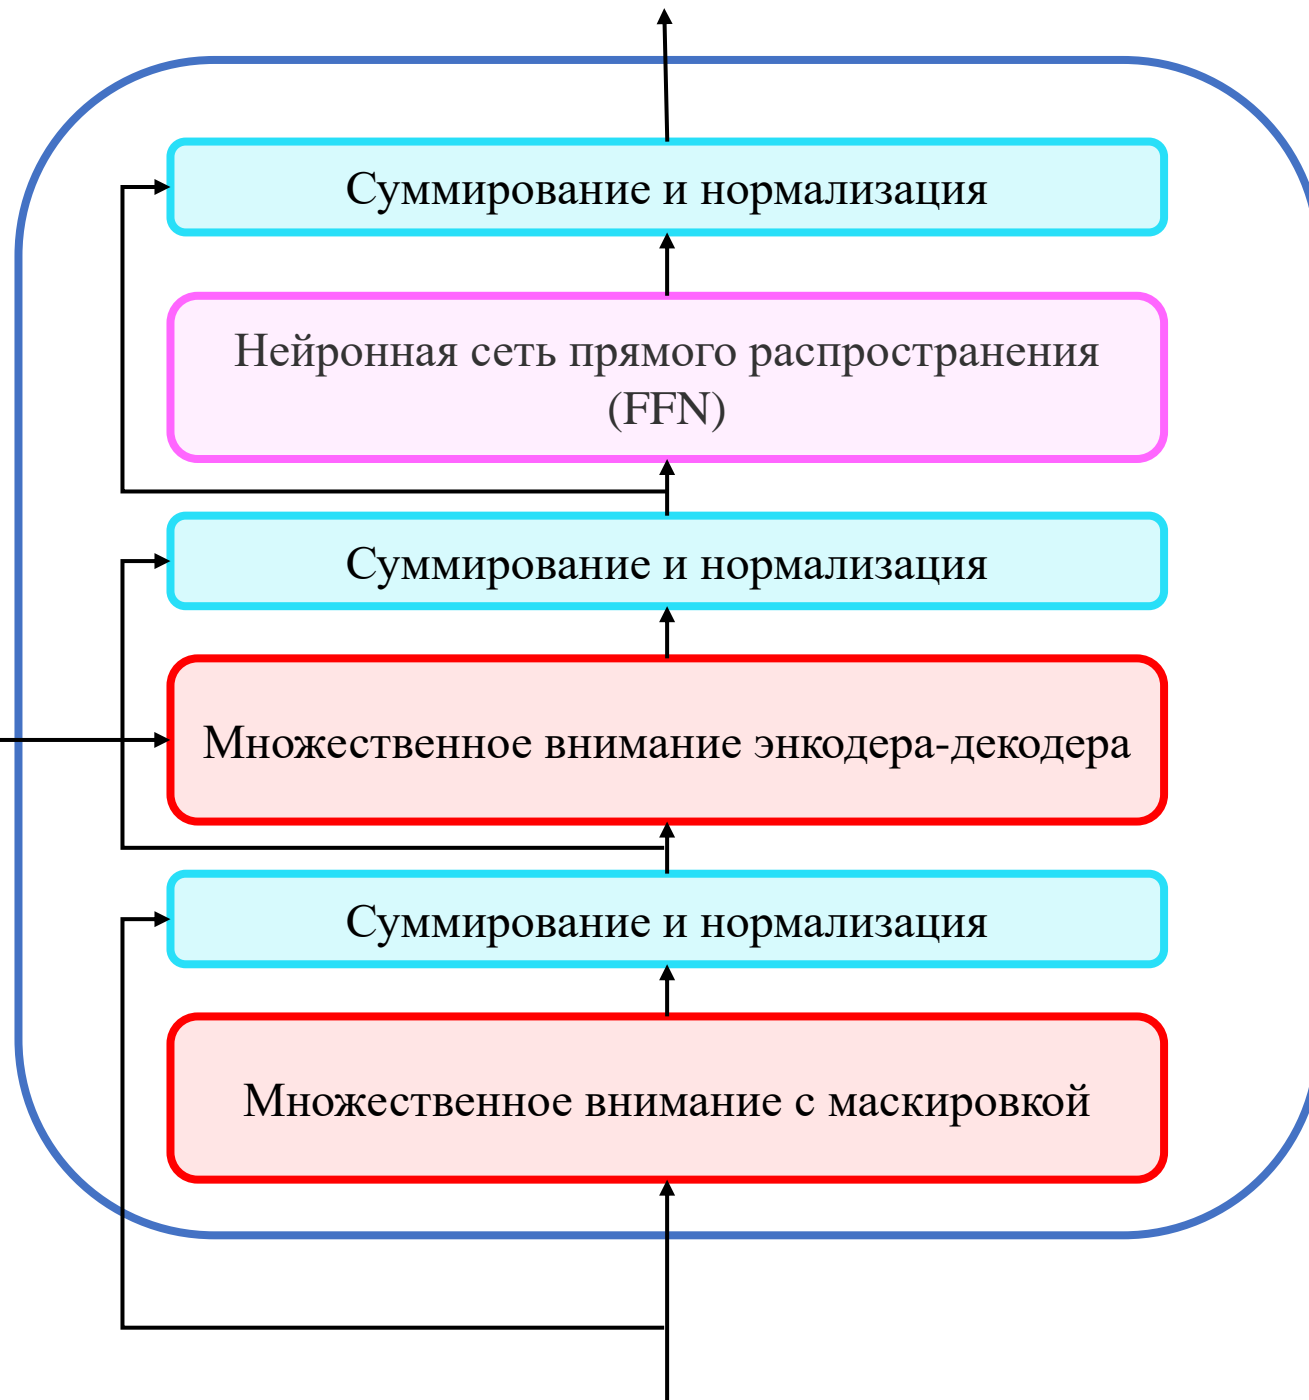 Суммирование и нормализация
Нейронная сеть прямого распространения
(FFN)
Суммирование и нормализация
Множественное внимание энкодера-декодера
Суммирование и нормализация
Множественное внимание с маскировкой